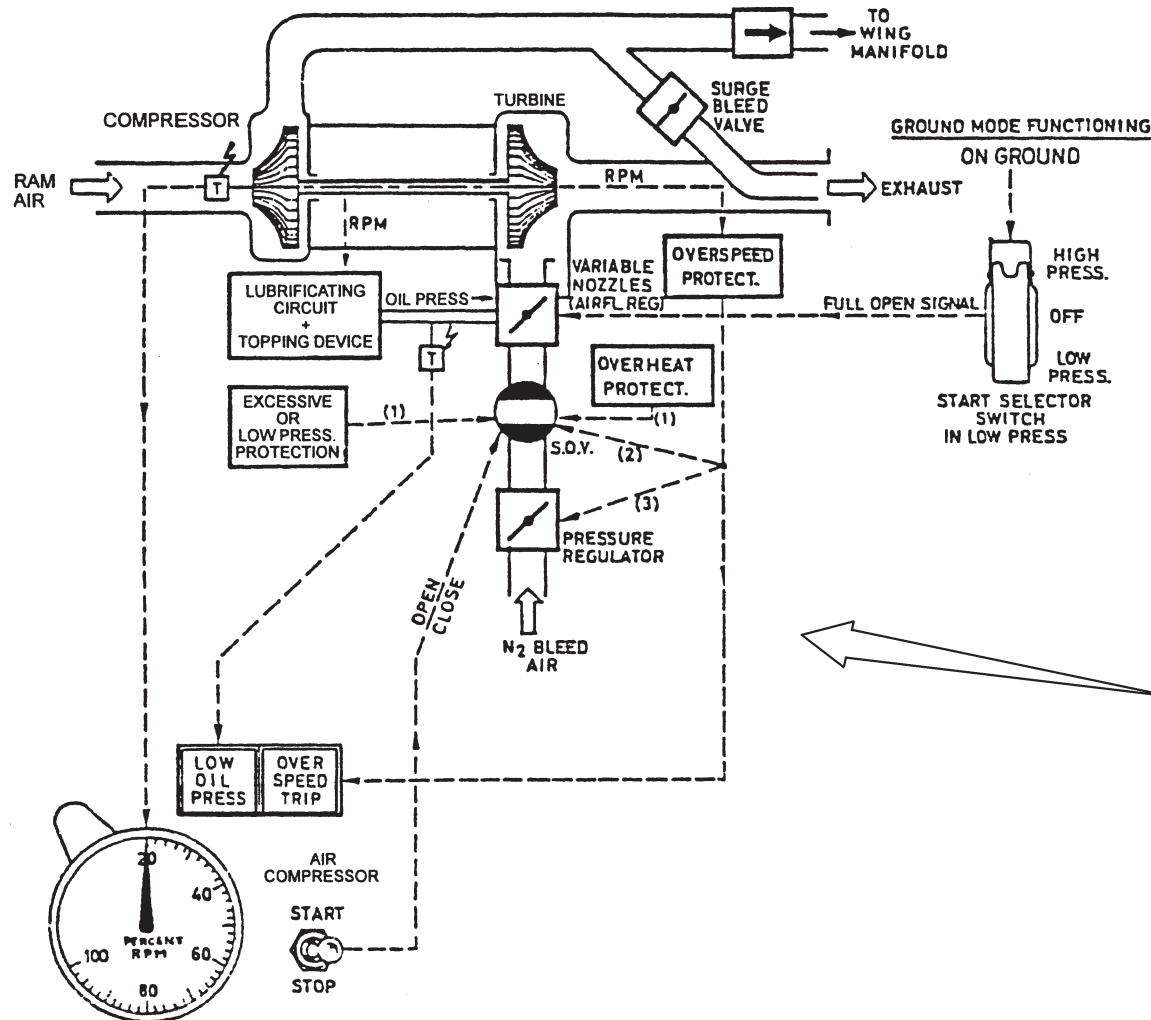 TO
WING
MANIFOLD
SURGE
BLEED
VALVE
COMPRESSOR
TURBINE
GROUND MODE FUNCTIONING
ON GROUND
RAM
AIR
T
RPM
EXHAUST
RPM
OVERSPEED
PROTECT.
HIGH
PRESS.
OFF
LOW
PRESS.
START SELECTOR
SWITCH
IN LOW PRESS
FULL OPEN SIGNAL
VARIABLE
NOZZLES
(AIRFL REG)
LUBRIFICATING
CIRCUIT
+
TOPPING DEVICE
OIL PRESS
T
OVERHEAT
PROTECT.
EXCESSIVE
OR
LOW PRESS.
PROTECTION
(1)
(1)
S.O.V.
(2)
(3)
PRESSURE
REGULATOR
OPEN
CLOSE
N2 BLEED
AIR
LOW
OIL
PRESS
OVER
SPEED
TRIP
20
40
60
80
100
PERCENT
RPM
AIR
COMPRESSOR
START
STOP